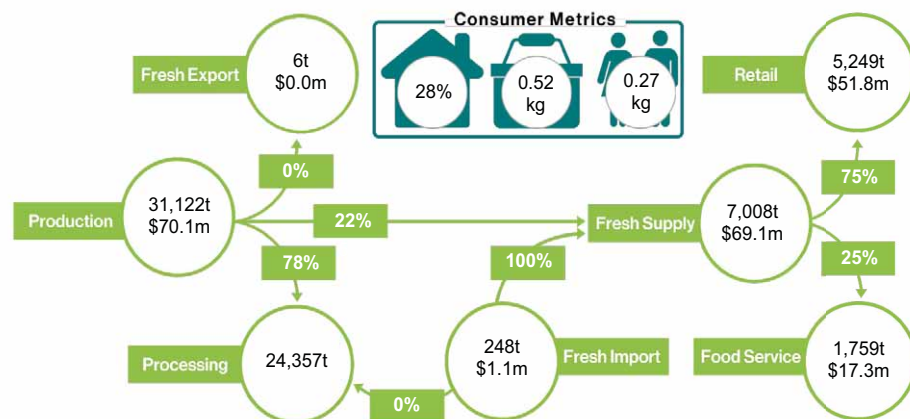 Consumer Metrics
Fresh Export
6t
$0.0m
28%
0.52
kg
0.27
kg
Retail
5,249t
$51.8m
0%
75%
Production
31,122t
$70.1m
22%
Fresh Supply
7,008t
$69.1m
78%
100%
25%
Processing
24,357t
248t
$1.1m
Fresh Import
Food Service
1,759t
$17.3m
0%